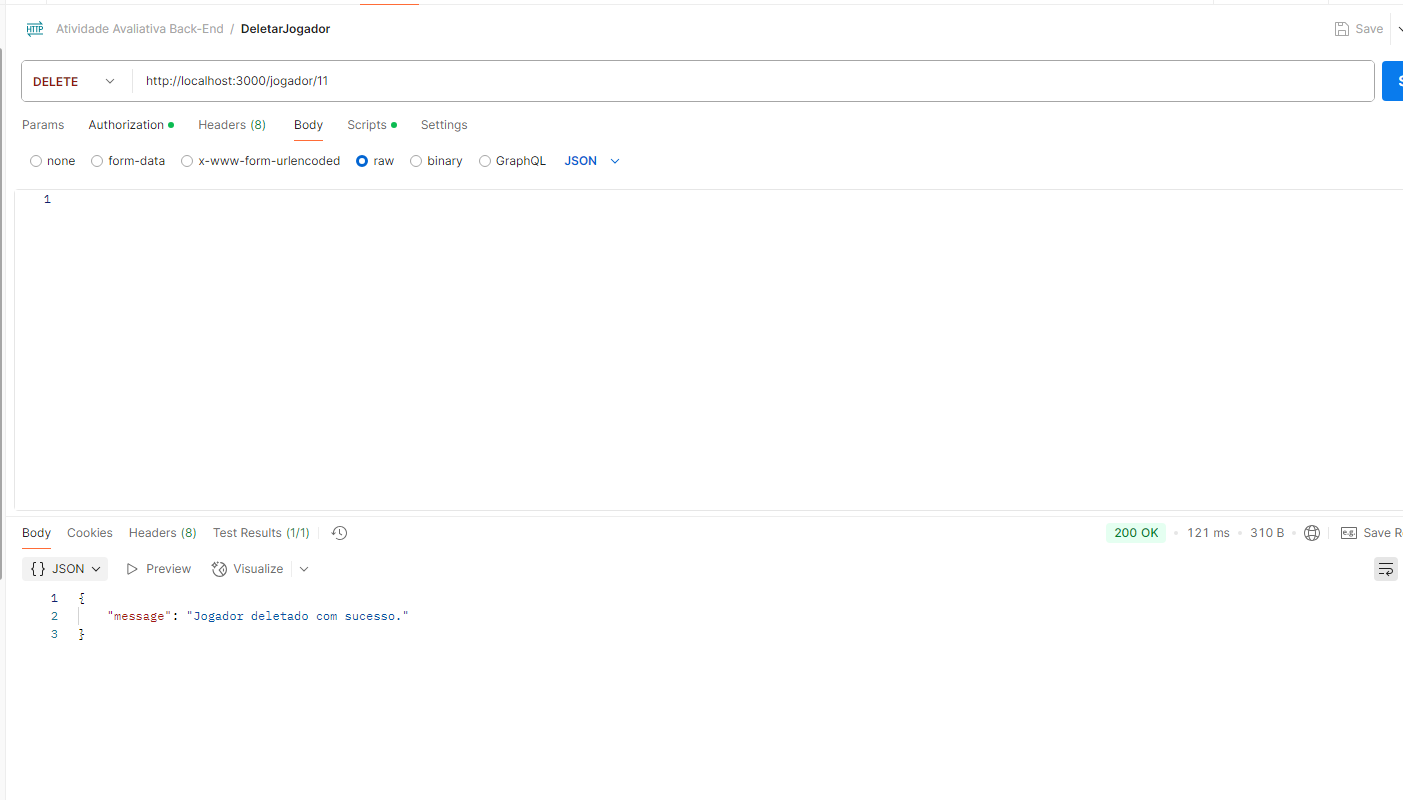 HTTP Atividade Avaliativa Back-End / DeletarJogador Save
DELETE http://localhost:3000/jogador/11 S
Params Authorization Headers (8) Body Scripts Settings
none form-data x-www-form-urlencoded raw binary GraphQL JSON
1
Body Cookies Headers (8) Test Results (1/1) 200 OK 121 ms 310 B e.g. Save R
{} JSON Preview Visualize
1 {
2 "message": "Jogador deletado com sucesso."
3 }